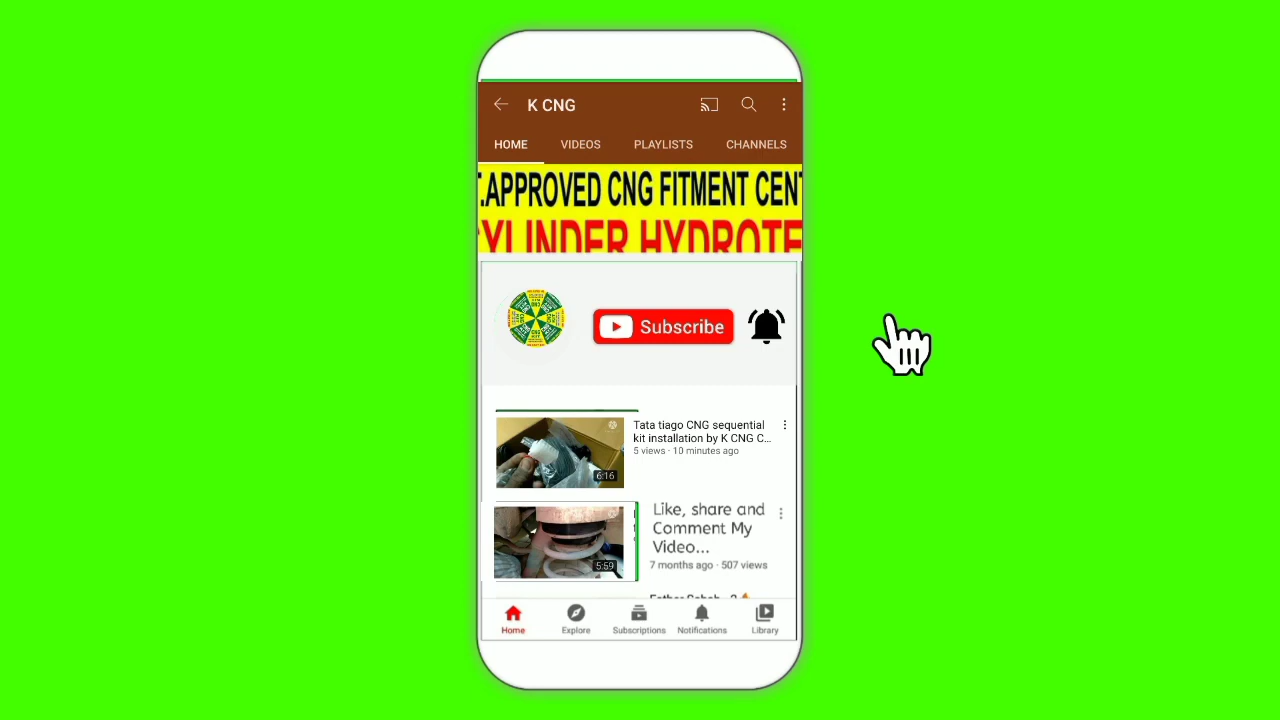 K CNG
HOME VIDEOS PLAYLISTS CHANNELS
T.APPROVED CNG FITMENT CENT
CYLINDER HYDROTE
Subscribe
Tata tiago CNG sequential
kit installation by K CNG C...
5 views · 10 minutes ago
6:16
Like, share and
Comment My
Video...
7 months ago · 507 views
5:59
Home Explore Subscriptions Notifications Library